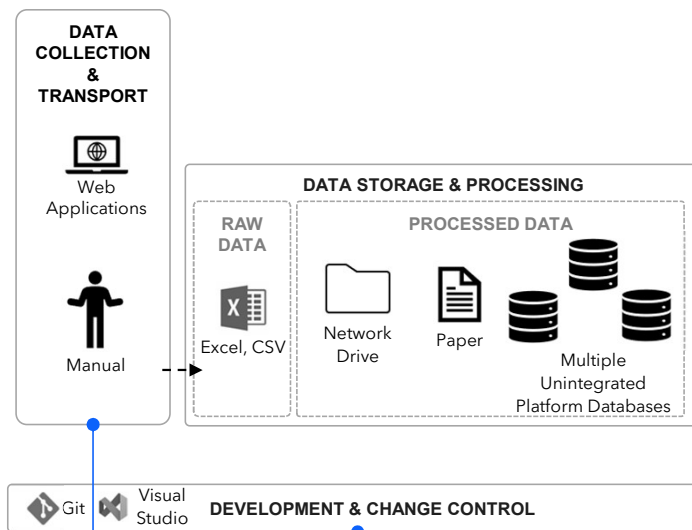 DATA
COLLECTION
&
TRANSPORT
Web
Applications
Manual
DATA STORAGE & PROCESSING
RAW
DATA
X
Excel, CSV
PROCESSED DATA
Network
Drive
Paper
Multiple
Unintegrated
Platform Databases
Git
Visual
Studio
DEVELOPMENT & CHANGE CONTROL